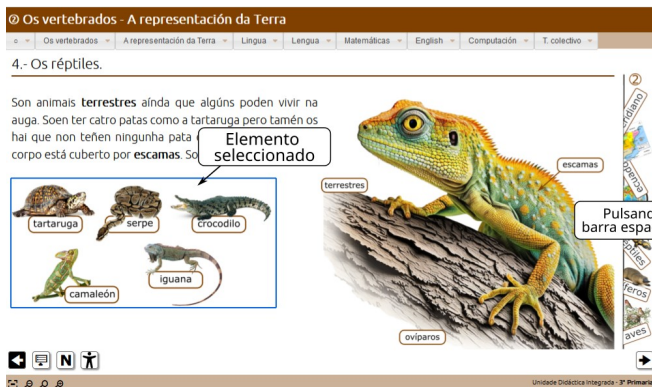 ② Os vertebrados - A representación da Terra
o Os vertebrados A representación da Terra Lingua Lengua Matemáticas English Computación T. colectivo
4.- Os réptiles.
Son animais terrestres aínda que algúns poden vivir na
auga. Soen ter catro patas como a tartaruga pero tamén os
hai que non teñen ningunha pata
corpo está cuberto por escamas. So
Elemento
seleccionado
tartaruga
serpe
crocodilo
camaleón
iguana
terrestres
escamas
ovíparos
②
Pulsand
barra espa
aves
N
Unidade Didáctica Integrada - 3º Primaria